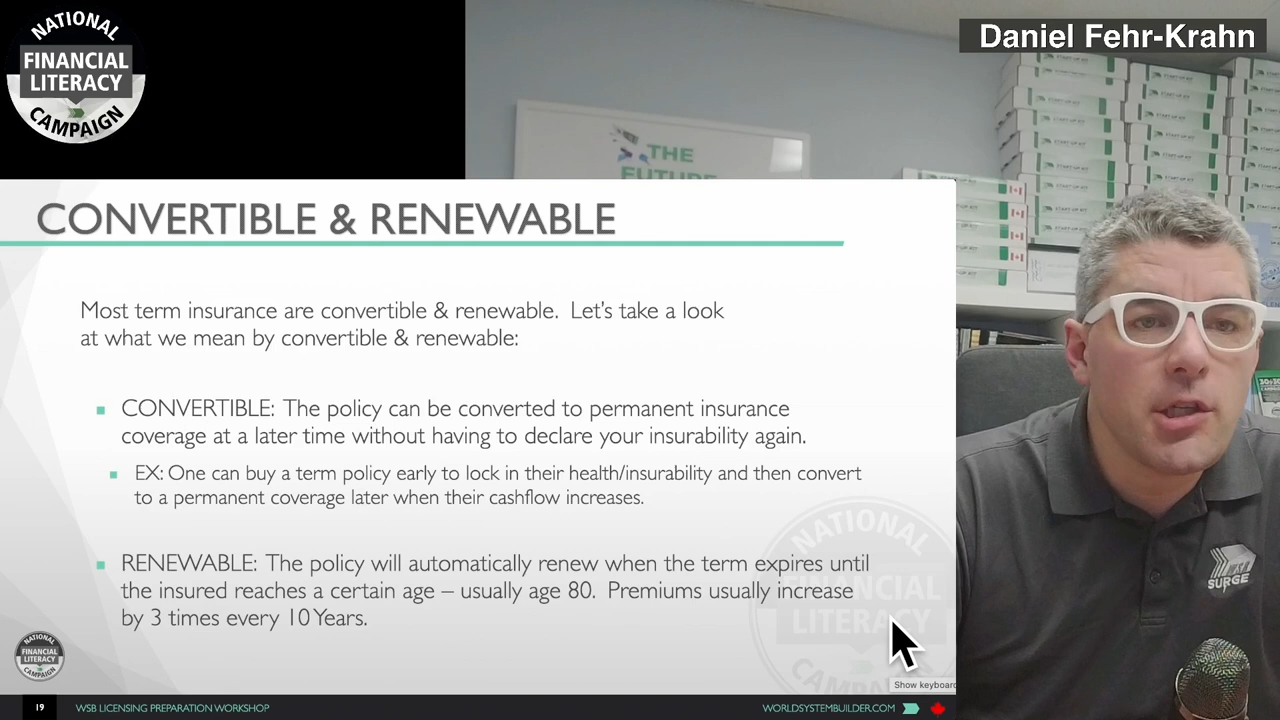 NATIONAL
FINANCIAL
LITERACY
CAMPAIGN
Daniel Fehr-Krahn
THE
FUTURE
CONVERTIBLE & RENEWABLE
Most term insurance are convertible & renewable. Let's take a look
at what we mean by convertible & renewable:
CONVERTIBLE: The policy can be converted to permanent insurance
coverage at a later time without having to declare your insurability again.
EX: One can buy a term policy early to lock in their health/insurability and then convert
to a permanent coverage later when their cashflow increases.
RENEWABLE: The policy will automatically renew when the term expires until
the insured reaches a certain age – usually age 80. Premiums usually increase
by 3 times every 10 Years.
NATIONAL
FINANCIAL
LITERACY
CAMPAIGN
NATIONAL
FINANCIAL
LITERACY
SURGE
Show keyboard
19 WSB LICENSING PREPARATION WORKSHOP
WORLDSYSTEMBUILDER.COM